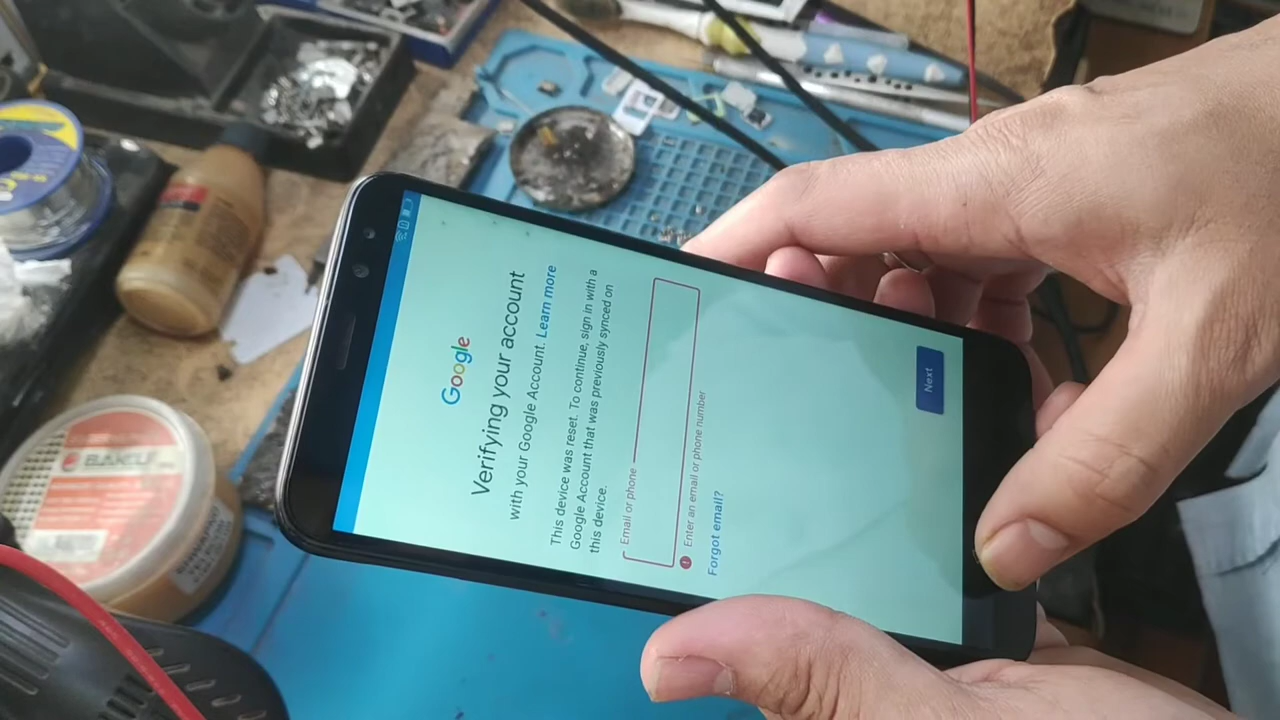 Google
Verifying your account
with your Google Account. Learn more
This device was reset. To continue, sign in with a
Google Account that was previously synced on
this device.
Email or phone
Enter an email or phone number
Forgot email?
Next
BAKU